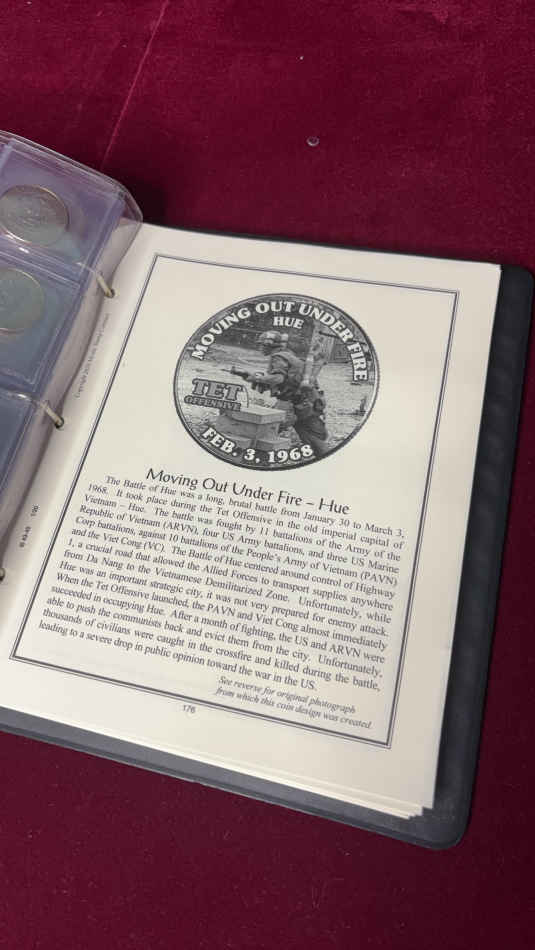 MOVING OUT UNDER FIRE
HUE
TET
OFFENSIVE
FEB. 3, 1968
Moving Out Under Fire – Hue
The Battle of Hue was a long, brutal battle from January 30 to March 3,
1968. It took place during the Tet Offensive in the old imperial capital of
Vietnam – Hue. The battle was fought by 11 battalions of the Army of the
Republic of Vietnam (ARVN), four US Army battalions, and three US Marine
Corp battalions, against 10 battalions of the People's Army of Vietnam (PAVN)
and the Viet Cong (VC). The Battle of Hue centered around control of Highway
1, a crucial road that allowed the Allied Forces to transport supplies anywhere
from Da Nang to the Vietnamese Demilitarized Zone. Unfortunately, while
Hue was an important strategic city, it was not very prepared for enemy attack.
When the Tet Offensive launched, the PAVN and Viet Cong almost immediately
succeeded in occupying Hue. After a month of fighting, the US and ARVN were
able to push the communists back and evict them from the city. Unfortunately,
thousands of civilians were caught in the crossfire and killed during the battle,
leading to a severe drop in public opinion toward the war in the US.
See reverse for original photograph
from which this coin design was created.
176